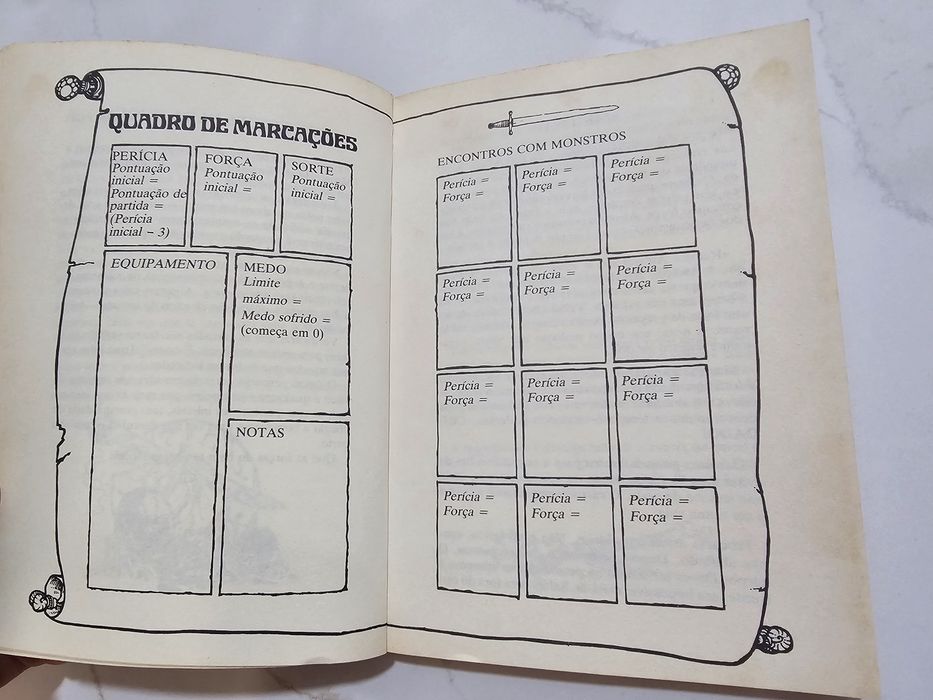 QUADRO DE MARCAÇÕES
PERÍCIA
Pontuação
inicial =
Pontuação de
partida =
(Perícia
inicial – 3)
FORÇA
Pontuação
inicial =
SORTE
Pontuação
inicial =
EQUIPAMENTO
MEDO
Limite
máximo =
Medo sofrido =
(começa em 0)
NOTAS
ENCONTROS COM MONSTROS
Perícia =
Força =
Perícia =
Força =
Perícia =
Força =
Perícia =
Força =
Perícia =
Força =
Perícia =
Força =
Perícia =
Força =
Perícia =
Força =
Perícia =
Força =
Perícia =
Força =
Perícia =
Força =
Perícia =
Força =